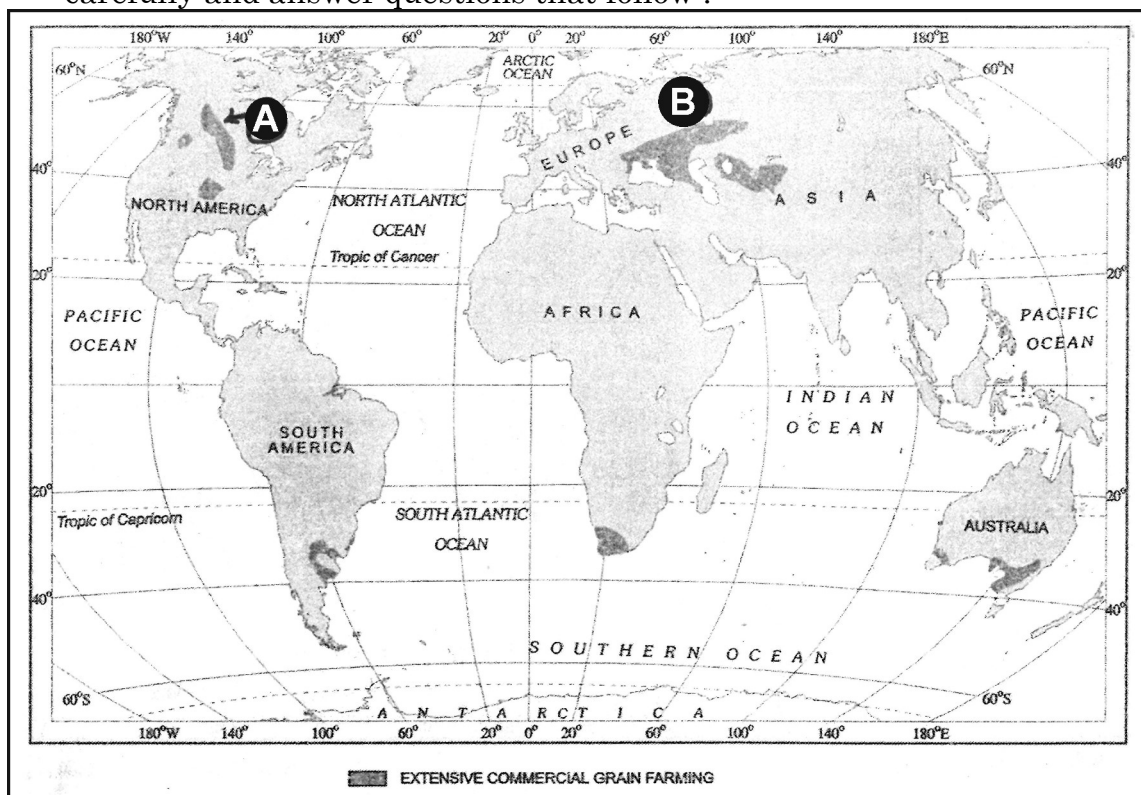 carefully and answer questions that follow :
180°W 140° 100° 60° 20° 0° 20° 60° 100° 140° 180°E
ARCTIC
OCEAN
60°N 60°N
A B
EUROPE
40° 40°
NORTH AMERICA ASIA
NORTH ATLANTIC
OCEAN
Tropic of Cancer
20° 20°
PACIFIC
OCEAN
AFRICA
PACIFIC
OCEAN
INDIAN
OCEAN
SOUTH
AMERICA
20° 20°
Tropic of Capricorn
SOUTH ATLANTIC
OCEAN
AUSTRALIA
40° 40°
SOUTHERN OCEAN
60°S 60°S
ANTARCTICA
180°W 140° 100° 60° 20° 0° 20° 60° 100° 140° 180°E
EXTENSIVE COMMERCIAL GRAIN FARMING